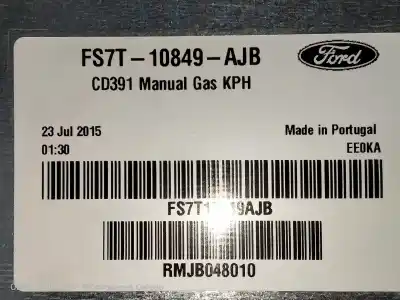 FS7T-10849-AJB
Ford
CD391 Manual Gas KPH
23 Jul 2015
Made in Portugal
01:30
EE0KA
RMJB048010